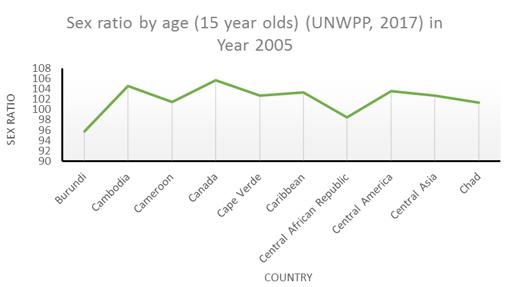 Sex ratio by age (15 year olds) (UNWPP, 2017) in
Year 2005
108
106
104
102
100
98
96
94
92
90
SEX RATIO
Burundi
Cambodia
Cameroon
Canada
Cape Verde
Caribbean
Central African Republic
Central America
Central Asia
Chad
COUNTRY